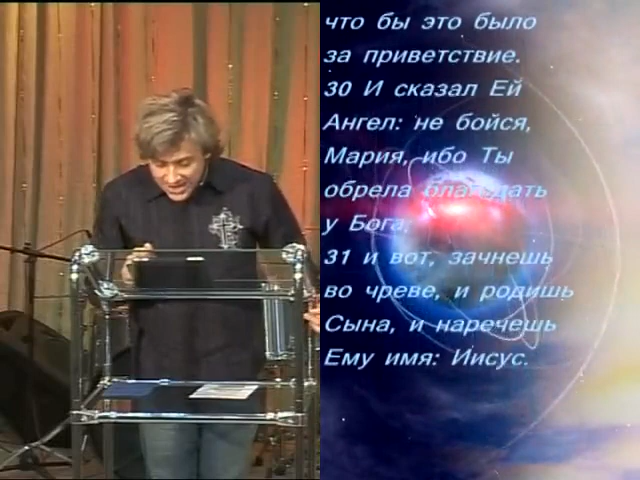 что бы это было
за приветствие.
30 И сказал Ей
Ангел: не бойся,
Мария, ибо Ты
обрела благодать
у Бога;
31 и вот, зачнешь
во чреве, и родишь
Сына, и наречешь
Ему имя: Иисус.